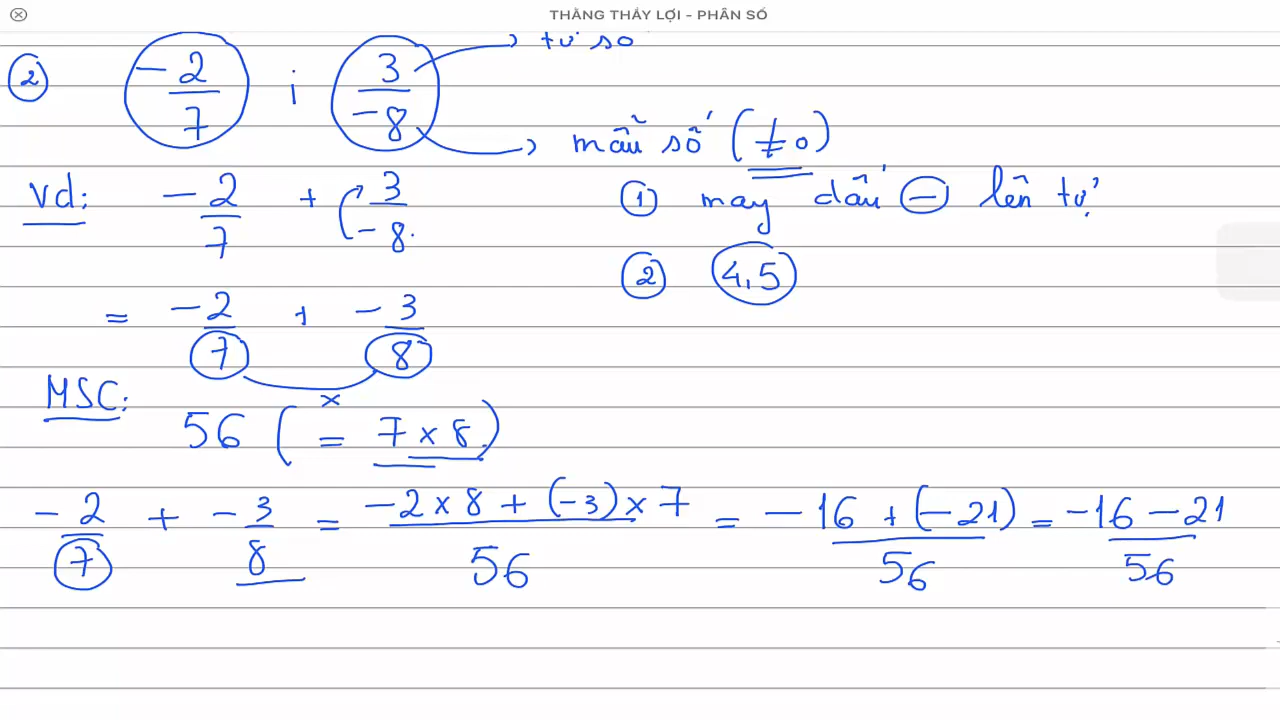 THẰNG THẦY LỢI - PHÂN SỐ
② -2/7 ; 3/-8 → tử số
→ mẫu số (≠0)
Vd: -2/7 + 3/-8
① may dấu ⊖ lên tử
② 4,5
= -2/7 + -3/8
MSC:
×
56 ( = 7 × 8 )
-2/7 + -3/8 = -2 × 8 + (-3) × 7 / 56 = -16 + (-21) / 56 = -16 - 21 / 56